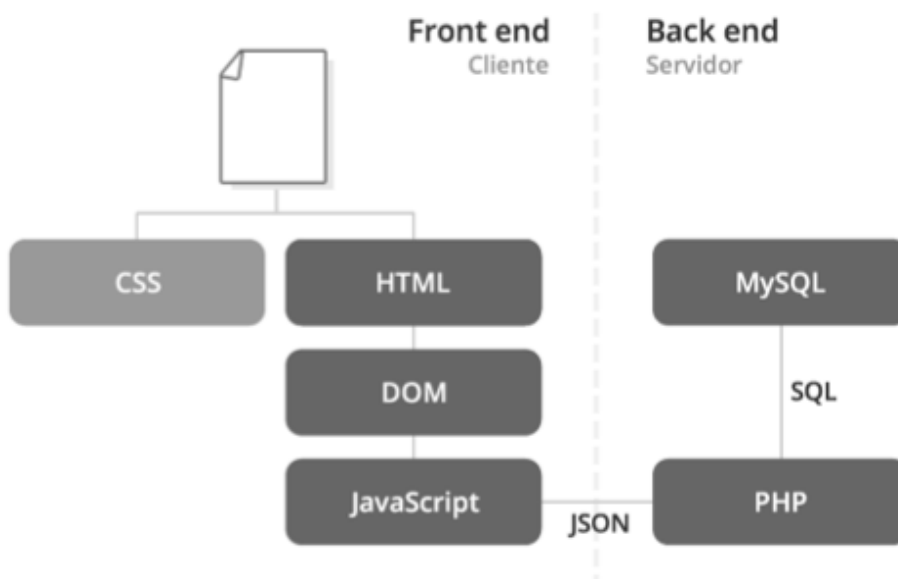 Front end
Cliente
Back end
Servidor
CSS
HTML
MySQL
DOM
SQL
JavaScript
JSON
PHP